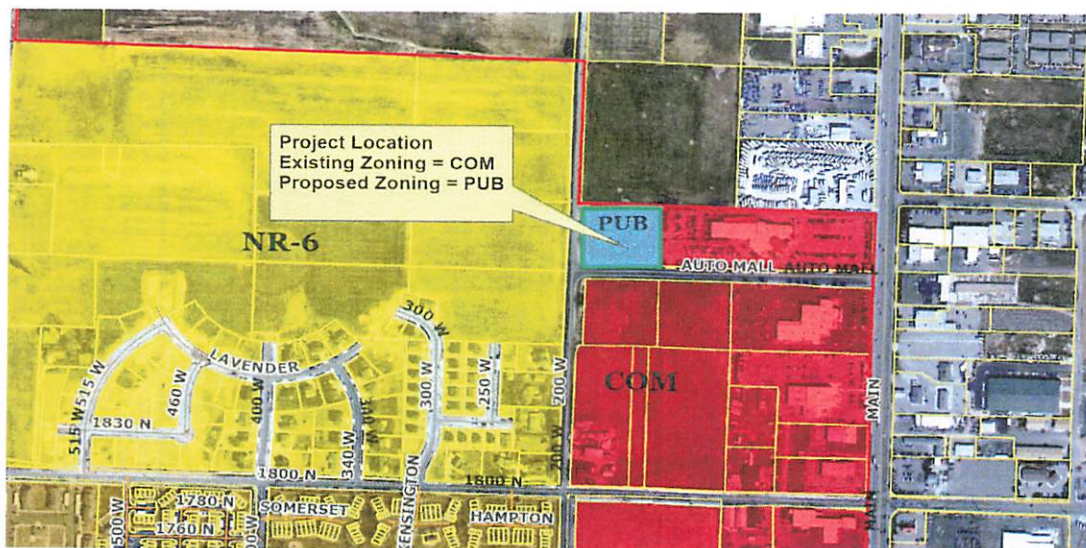 Project Location
Existing Zoning = COM
Proposed Zoning = PUB
PUB
NR-6
AUTO MALL
AUTO MALL
300 W
LAVENDER
515 W
460 W
400 W
300 W
300 W
250 W
200 W
COM
MAIN
1830 N
515 W
340 W
200 W
1800 N
1800 N
KENSINGTON
1780 N
SOMERSET
HAMPTON
500 W
1760 N
MAIN